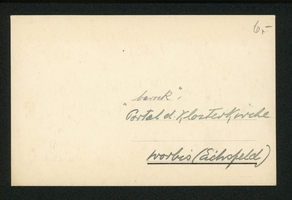 6,-
"barock".
"Portal d. Klosterkirche
Worbis (Eichsfeld)